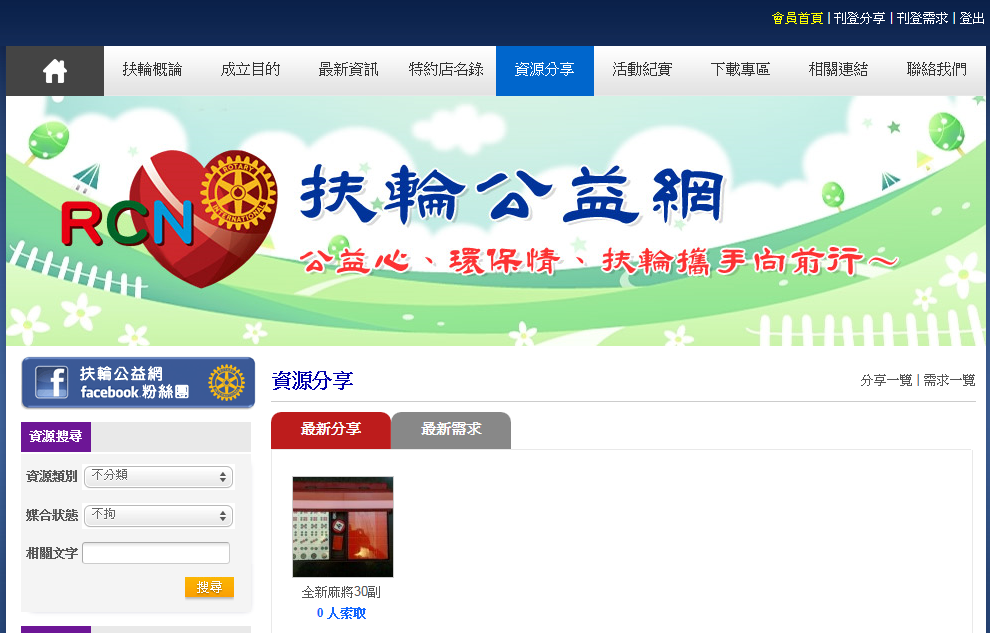 會員首頁 | 刊登分享 | 刊登需求 | 登出
扶輪概論 成立目的 最新資訊 特約店名錄 資源分享 活動紀實 下載專區 相關連結 聯絡我們
ROTARY
INTERNATIONAL
RCN
扶輪公益網
公益心、環保情、扶輪攜手向前行～
f 扶輪公益網
facebook 粉絲團
資源分享
分享一覽 | 需求一覽
資源搜尋
最新分享 最新需求
資源類別 不分類
媒合狀態 不拘
相關文字
搜尋
全新麻將30副
0 人索取